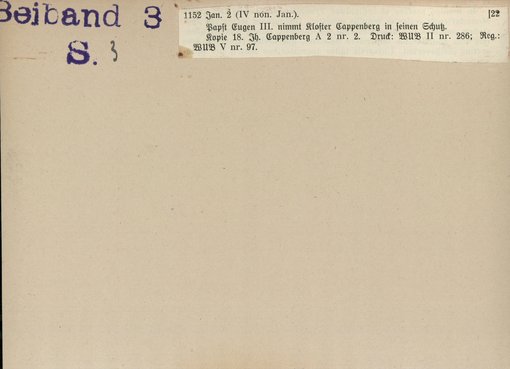 Beiband 3
S. 3
1152 Jan. 2 (IV non. Jan.). [22
Papst Eugen III. nimmt Kloster Cappenberg in seinen Schutz.
Kopie 18. Jh. Cappenberg A 2 nr. 2. Druck: WUB II nr. 286; Reg.:
WUB V nr. 97.